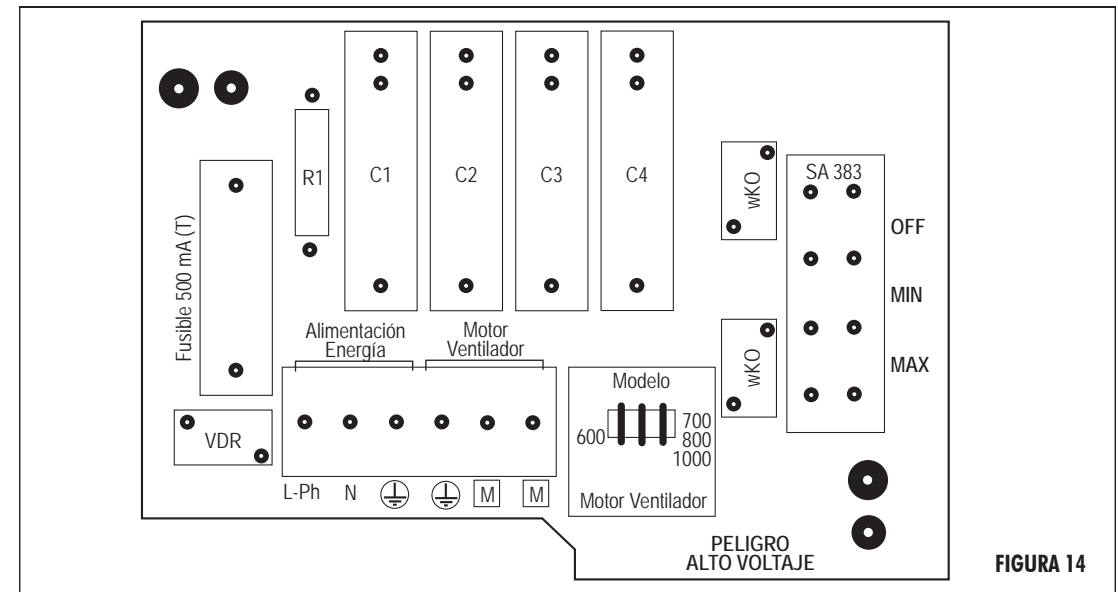 R1
C1
C2
C3
C4
wKO
SA 383
OFF
MIN
MAX
wKO
Fusible 500 mA (T)
VDR
Alimentación
Energía
Motor
Ventilador
L-Ph
N
M
M
Modelo
600
700
800
1000
Motor Ventilador
PELIGRO
ALTO VOLTAJE
FIGURA 14